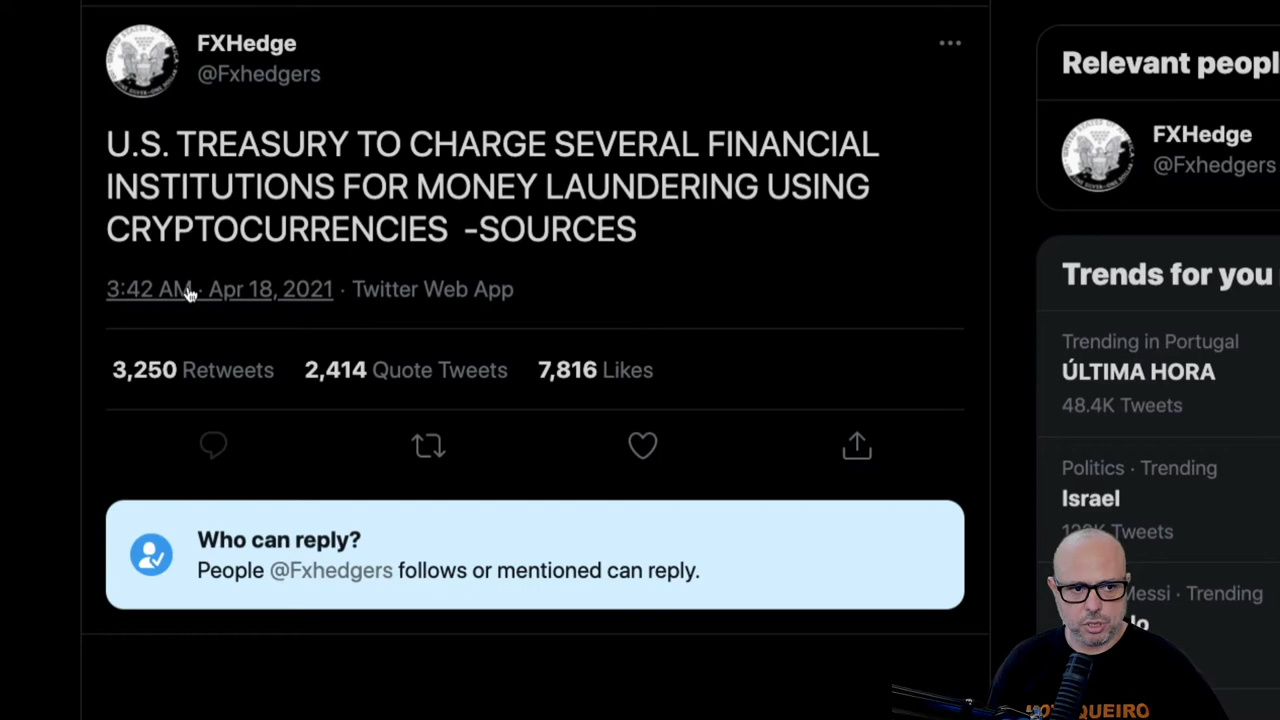 FXHedge
@Fxhedgers
U.S. TREASURY TO CHARGE SEVERAL FINANCIAL
INSTITUTIONS FOR MONEY LAUNDERING USING
CRYPTOCURRENCIES -SOURCES
3:42 AM · Apr 18, 2021 · Twitter Web App
3,250 Retweets 2,414 Quote Tweets 7,816 Likes
Who can reply?
People @Fxhedgers follows or mentioned can reply.
Relevant peopl
FXHedge
@Fxhedgers
Trends for you
Trending in Portugal
ÚLTIMA HORA
48.4K Tweets
Politics · Trending
Israel
Tweets
Messi · Trending